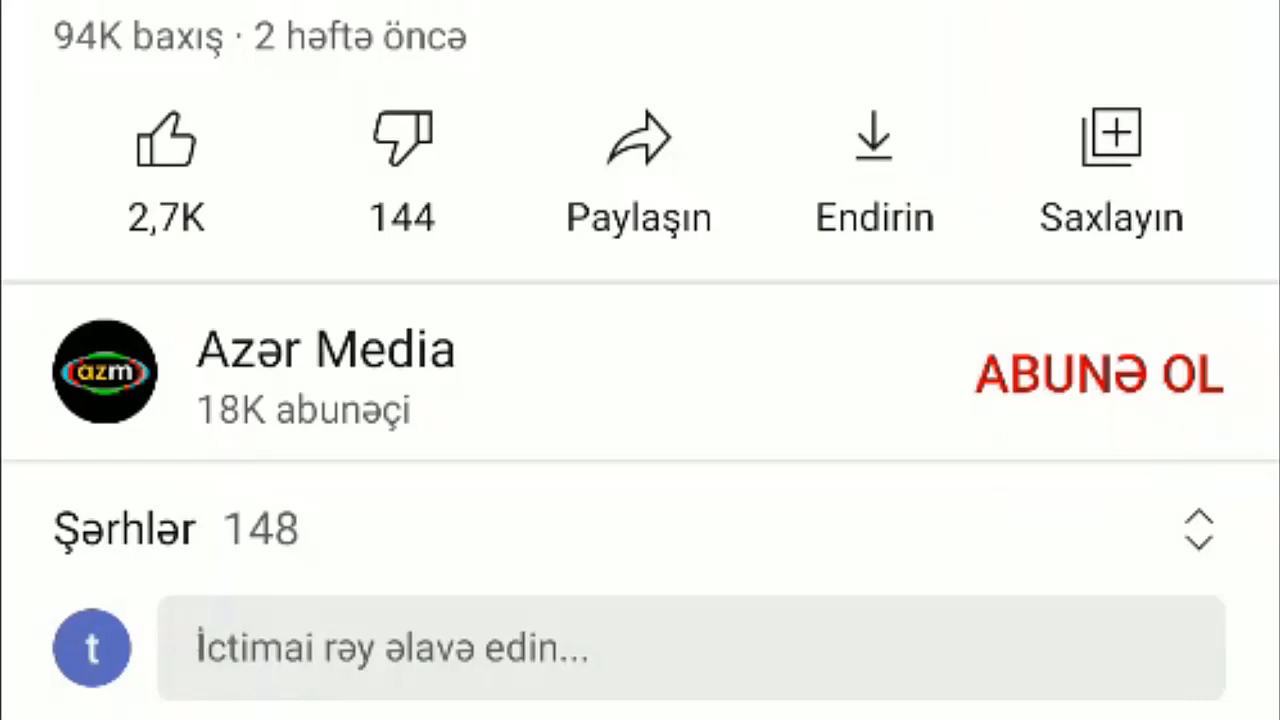 94K baxış · 2 həftə öncə
2,7K 144 Paylaşın Endirin Saxlayın
azm
Azər Media
18K abunəçi
ABUNƏ OL
Şərhlər 148
t
İctimai rəy əlavə edin...